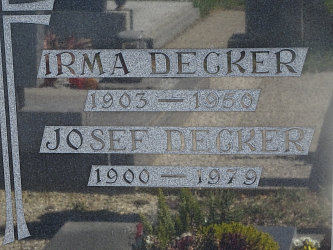 IRMA DECKER
1903 — 1950
JOSEF DECKER
1900 — 1979